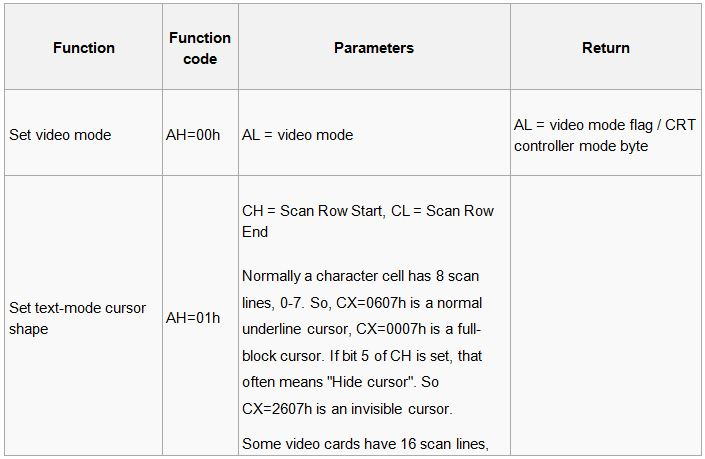 Function
Function
code
Parameters
Return
Set video mode
AH=00h
AL = video mode
AL = video mode flag / CRT
controller mode byte
Set text-mode cursor
shape
AH=01h
CH = Scan Row Start, CL = Scan Row
End
Normally a character cell has 8 scan
lines, 0-7. So, CX=0607h is a normal
underline cursor, CX=0007h is a full-
block cursor. If bit 5 of CH is set, that
often means "Hide cursor". So
CX=2607h is an invisible cursor.
Some video cards have 16 scan lines,